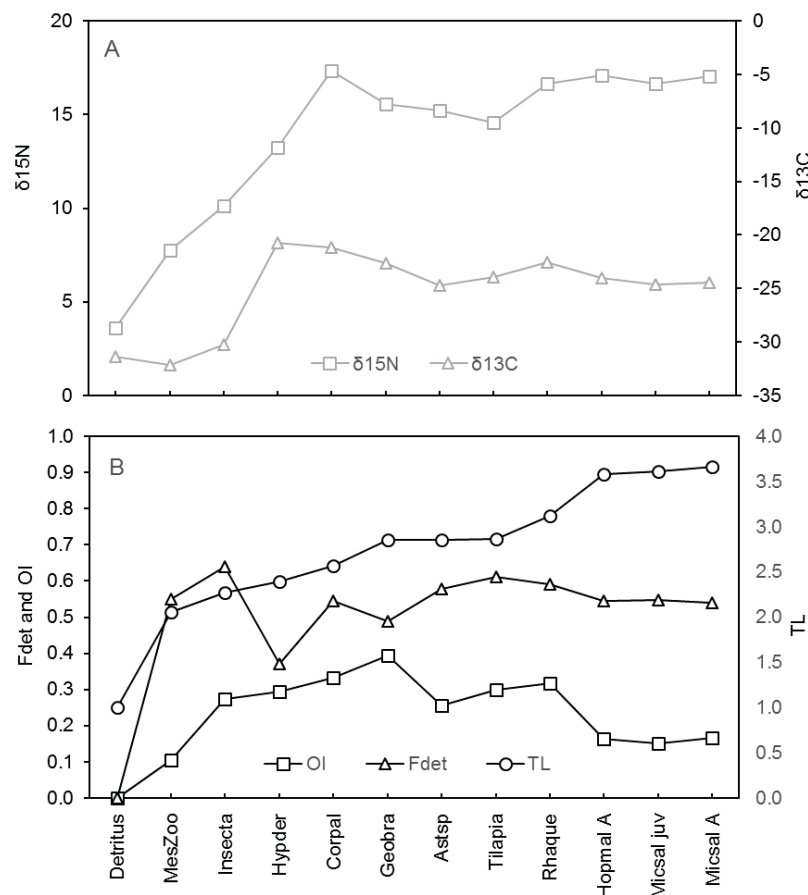 A
20
15
10
5
0
δ15N
0
-5
-10
-15
-20
-25
-30
-35
δ13C
δ15N
δ13C
B
1.0
0.9
0.8
0.7
0.6
0.5
0.4
0.3
0.2
0.1
0.0
Fdet and OI
4.0
3.5
3.0
2.5
2.0
1.5
1.0
0.5
0.0
TL
OI
Fdet
TL
Detritus
MesZoo
Insecta
Hypder
Corpal
Geobra
Astsp
Tilapia
Rhaque
Hopmal A
Vicsal juv
Micsal A